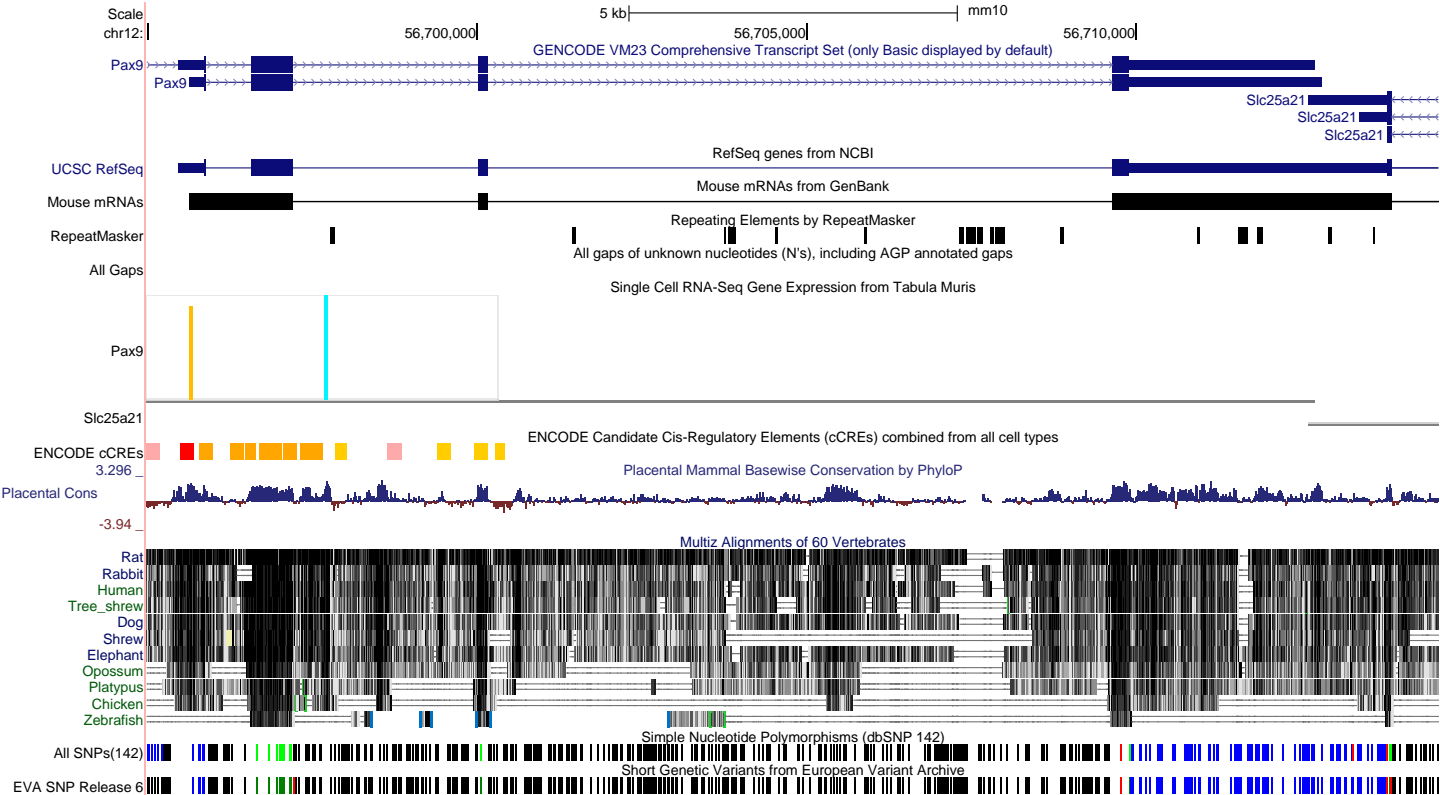 Scale 5 kb mm10
chr12: 56,700,000 56,705,000 56,710,000
GENCODE VM23 Comprehensive Transcript Set (only Basic displayed by default)
Pax9
Pax9
Slc25a21
Slc25a21
Slc25a21
RefSeq genes from NCBI
UCSC RefSeq
Mouse mRNAs from GenBank
Mouse mRNAs
Repeating Elements by RepeatMasker
RepeatMasker
All gaps of unknown nucleotides (N's), including AGP annotated gaps
All Gaps
Single Cell RNA-Seq Gene Expression from Tabula Muris
Pax9
Slc25a21
ENCODE Candidate Cis-Regulatory Elements (cCREs) combined from all cell types
ENCODE cCREs
Placental Mammal Basewise Conservation by PhyloP
3.296 _
Placental Cons
-3.94 _
Multiz Alignments of 60 Vertebrates
Rat
Rabbit
Human
Tree_shrew
Dog
Shrew
Elephant
Opossum
Platypus
Chicken
Zebrafish
Simple Nucleotide Polymorphisms (dbSNP 142)
All SNPs(142)
Short Genetic Variants from European Variant Archive
EVA SNP Release 6